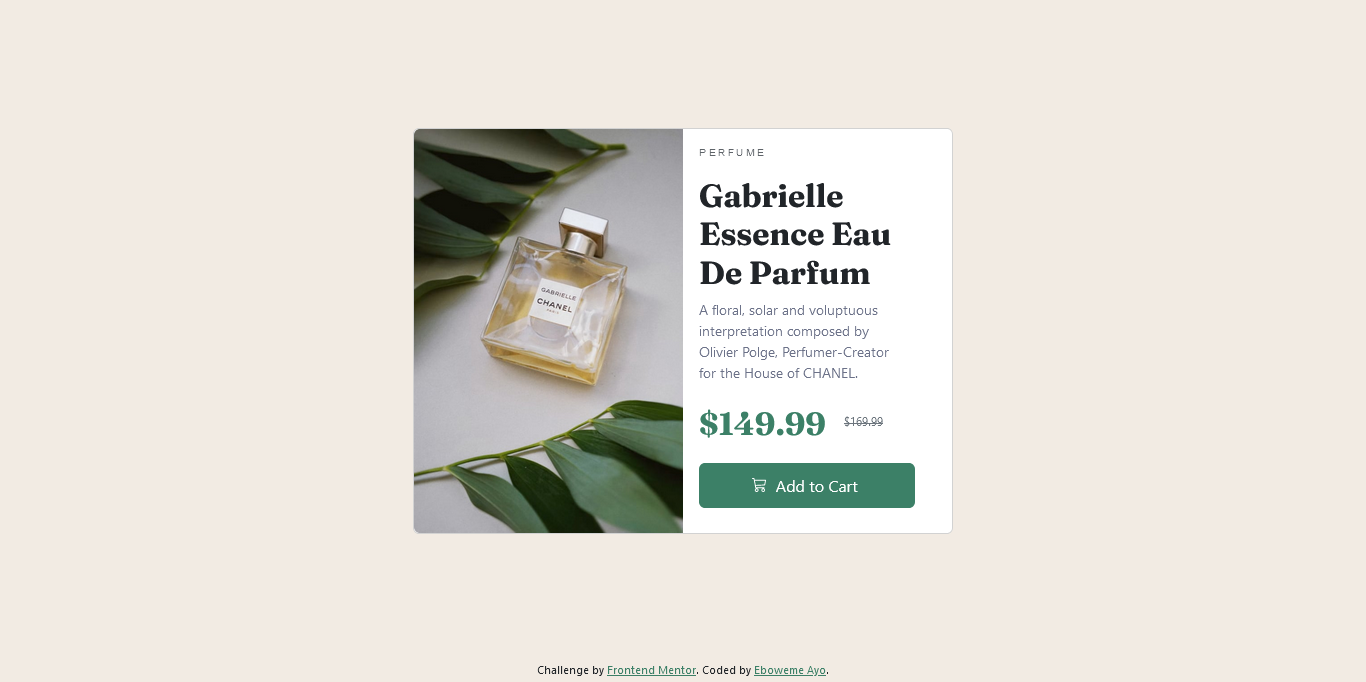 GABRIELLE
CHANEL
PARIS
PERFUME
Gabrielle
Essence Eau
De Parfum
A floral, solar and voluptuous
interpretation composed by
Olivier Polge, Perfumer-Creator
for the House of CHANEL.
$149.99 $169.99
Add to Cart
Challenge by Frontend Mentor. Coded by Eboweme Ayo.